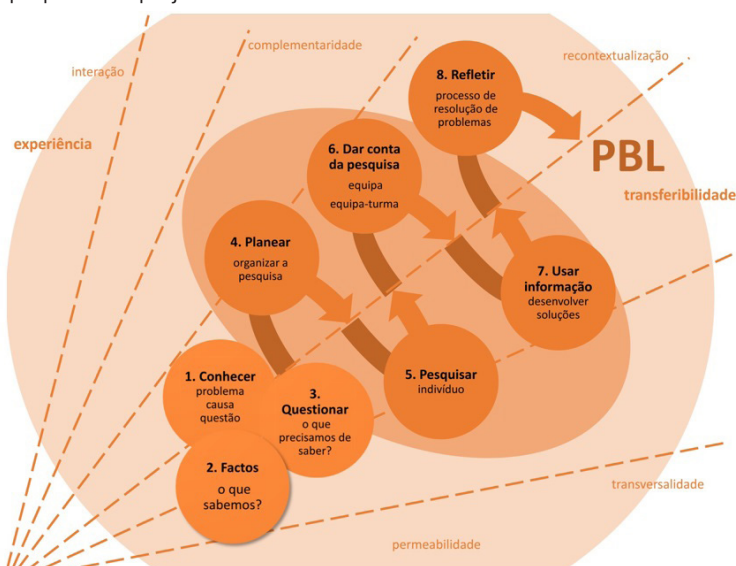 complementaridade
interação
recontextualização
experiência
8. Refletir
processo de
resolução de
problemas
PBL
transferibilidade
6. Dar conta
da pesquisa
equipa
equipa-turma
4. Planear
organizar a
pesquisa
7. Usar
informação
desenvolver
soluções
1. Conhecer
problema
causa
questão
3.
Questionar
o que
precisamos de
saber?
5. Pesquisar
indivíduo
2. Factos
o que
sabemos?
transversalidade
permeabilidade